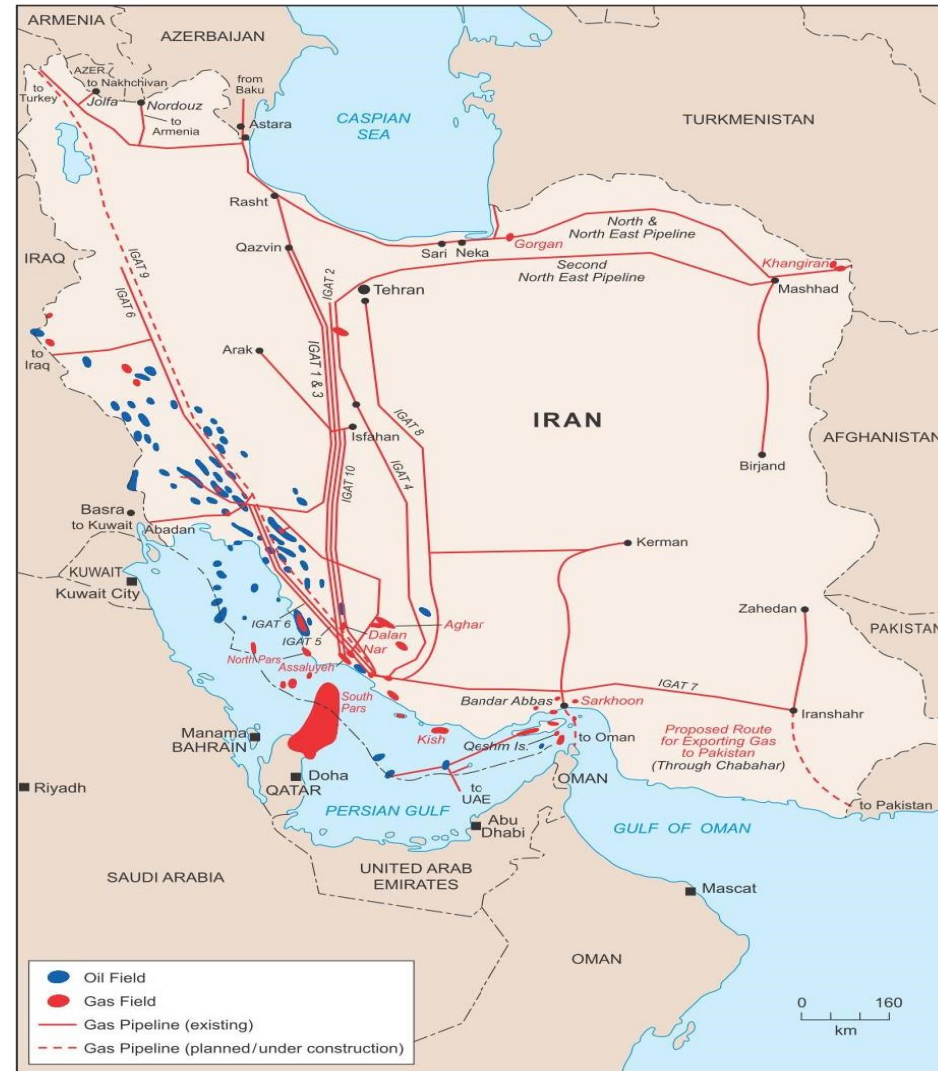 ARMENIA
AZERBAIJAN
AZER.
to Nakhchivan
from
Baku
to
Turkey
Jolfa
Nordouz
to
Armenia
Astara
CASPIAN
SEA
TURKMENISTAN
Rasht
Qazvin
Sari
Neka
Gorgan
North &
North East Pipeline
Second
North East Pipeline
Khangiran
Mashhad
IRAQ
IGAT 9
IGAT 6
IGAT 2
Tehran
to
Iraq
Arak
IGAT 1 & 3
IGAT 8
IRAN
AFGHANISTAN
Isfahan
Birjand
IGAT 10
IGAT 4
Basra
to Kuwait
Abadan
Kerman
KUWAIT
Kuwait City
Zahedan
PAKISTAN
IGAT 6
IGAT 5
Dalan
Aghar
Nar
North Pars
Assaluyeh
South
Pars
IGAT 7
Bandar Abbas
Sarkhoon
Iranshahr
Kish
Qeshm Is.
to Oman
Proposed Route
for Exporting Gas
to Pakistan
(Through Chabahar)
Manama
BAHRAIN
Doha
QATAR
to
UAE
OMAN
to Pakistan
Riyadh
PERSIAN GULF
Abu
Dhabi
GULF OF OMAN
SAUDI ARABIA
UNITED ARAB
EMIRATES
Mascat
OMAN
Oil Field
Gas Field
Gas Pipeline (existing)
Gas Pipeline (planned/under construction)
0 160
km